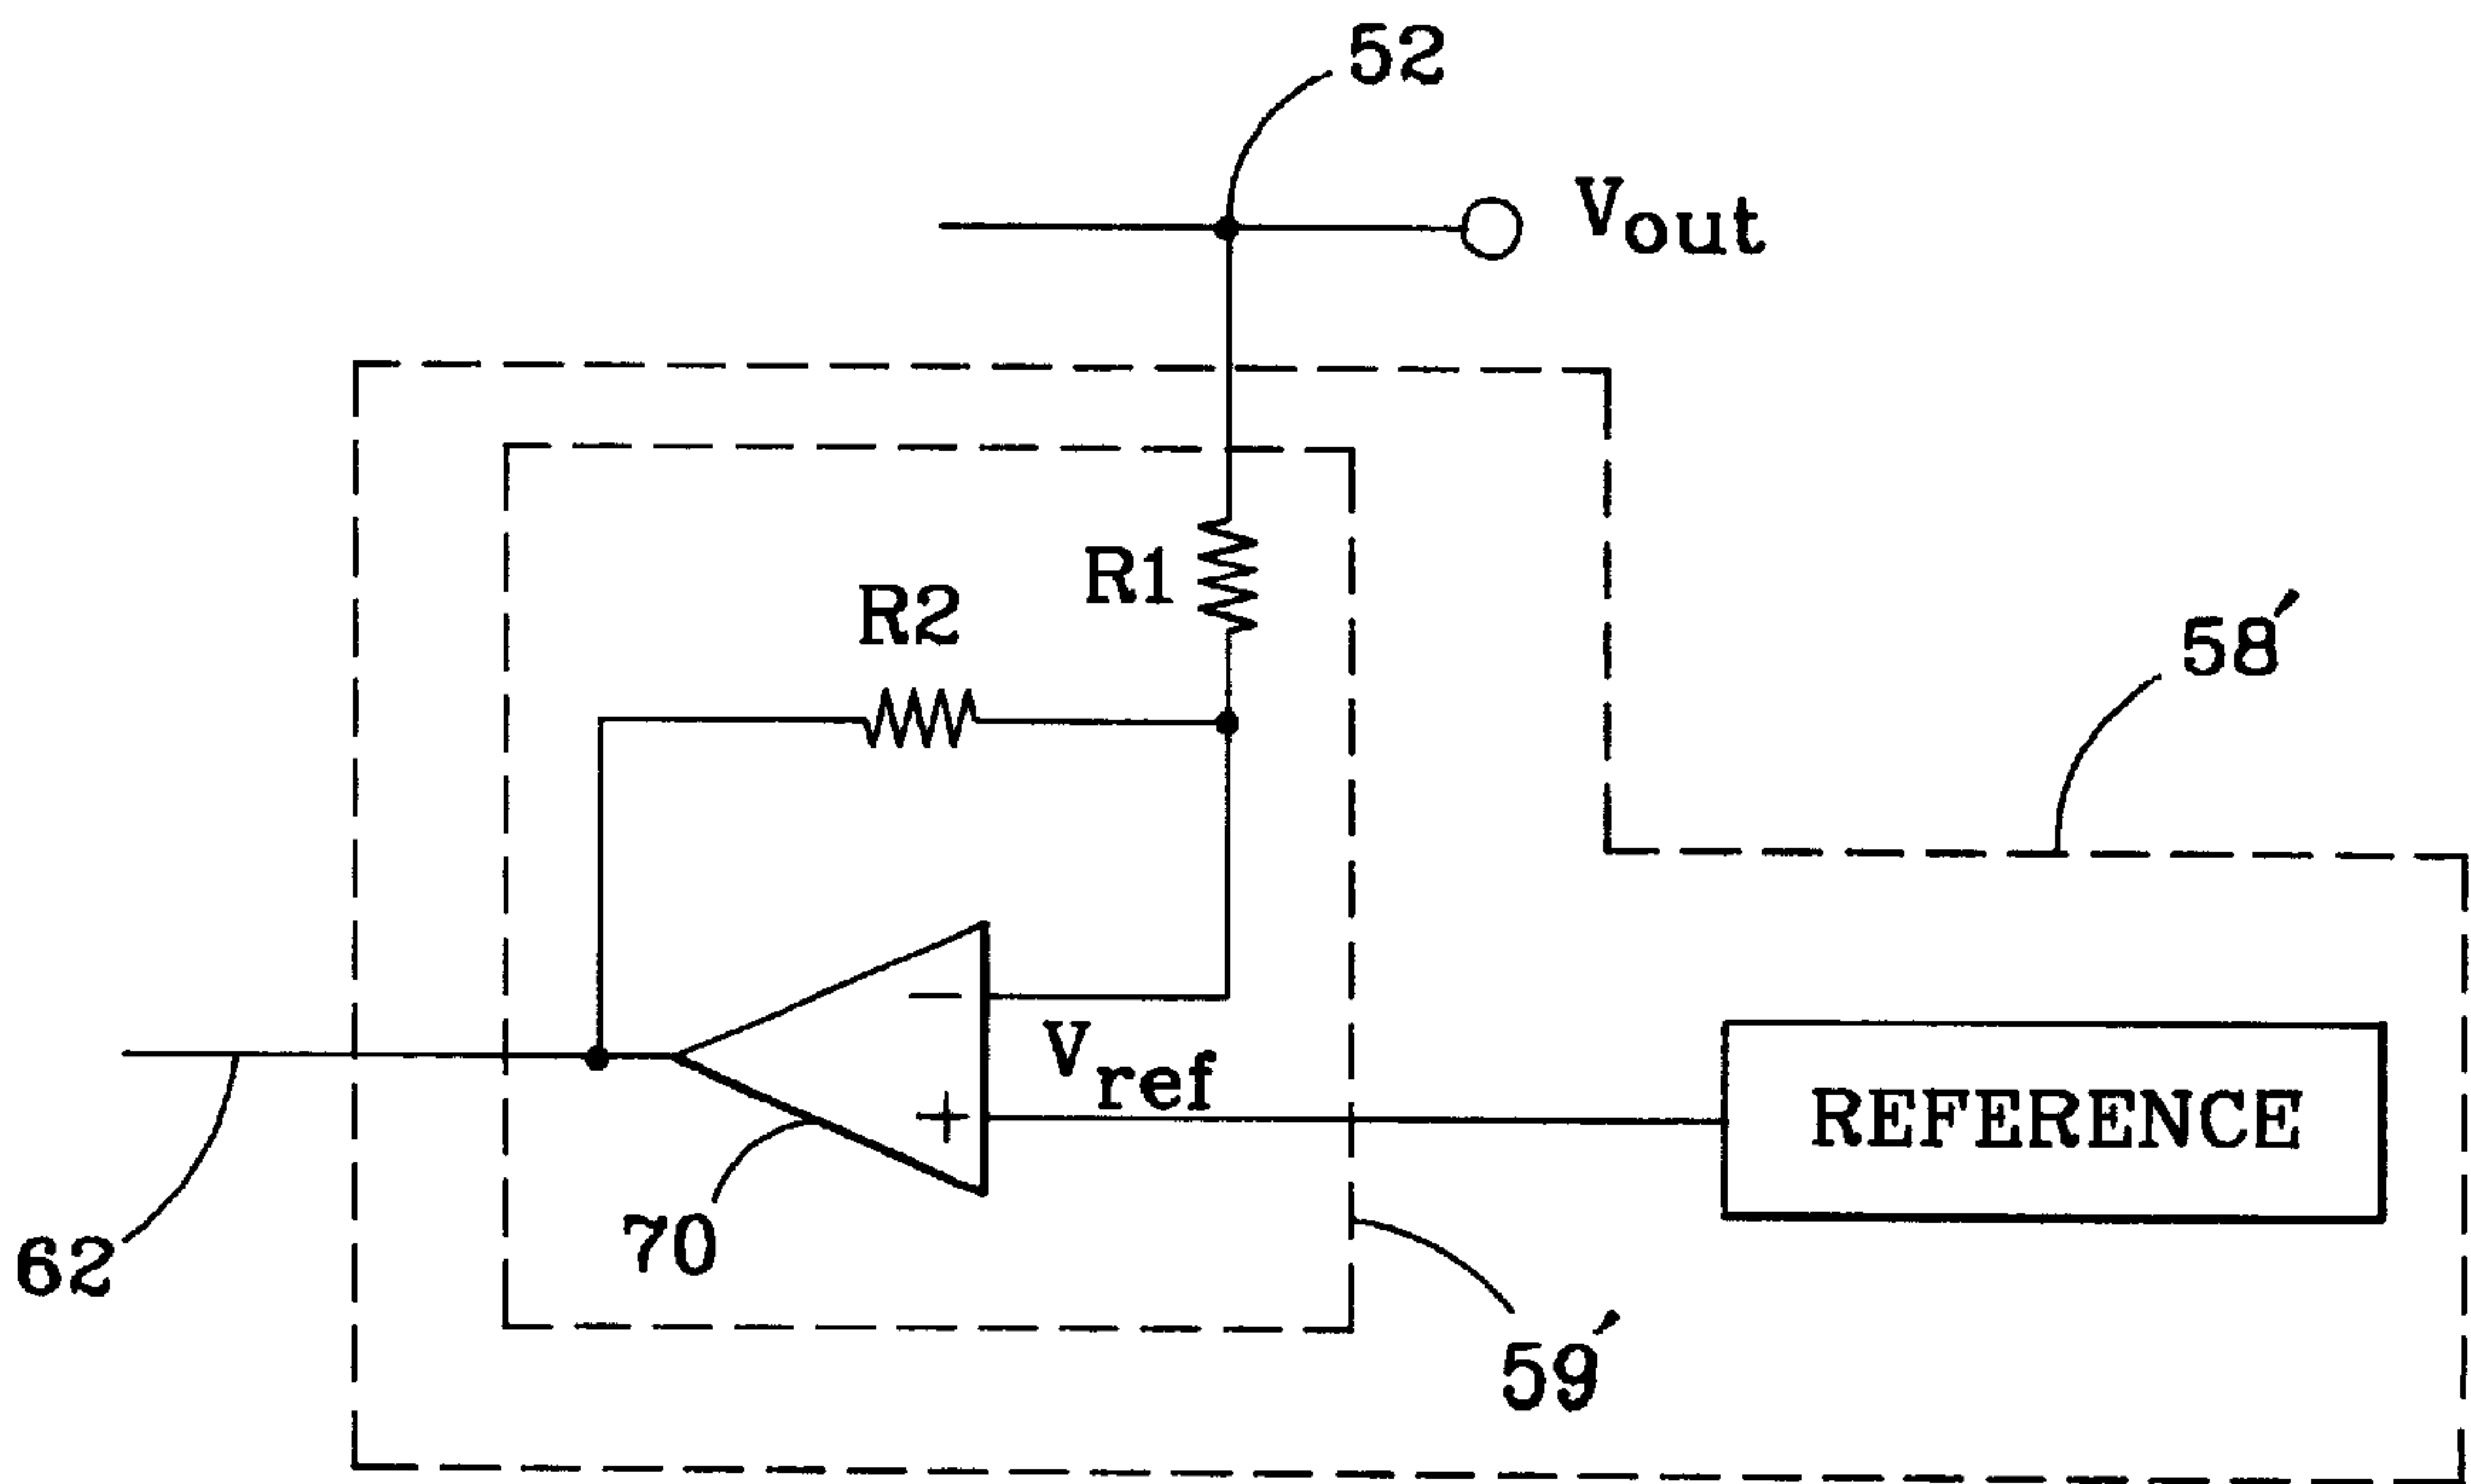 52
Vout
R1
R2
58′
−
Vref
+
REFERENCE
70
62
59′